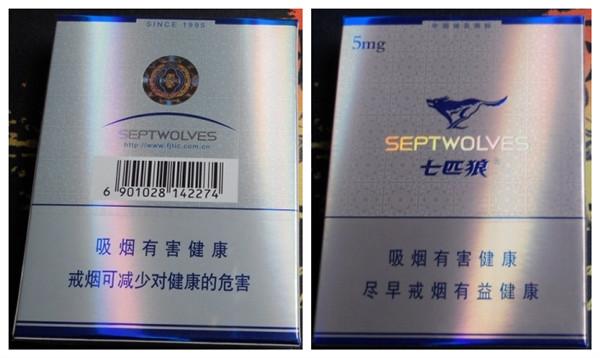 SINCE 1995
SEPTWOLVES
http://www.fjtic.com.cn
6 901028 142274
吸烟有害健康
戒烟可减少对健康的危害
5mg
SEPTWOLVES
七匹狼
吸烟有害健康
尽早戒烟有益健康